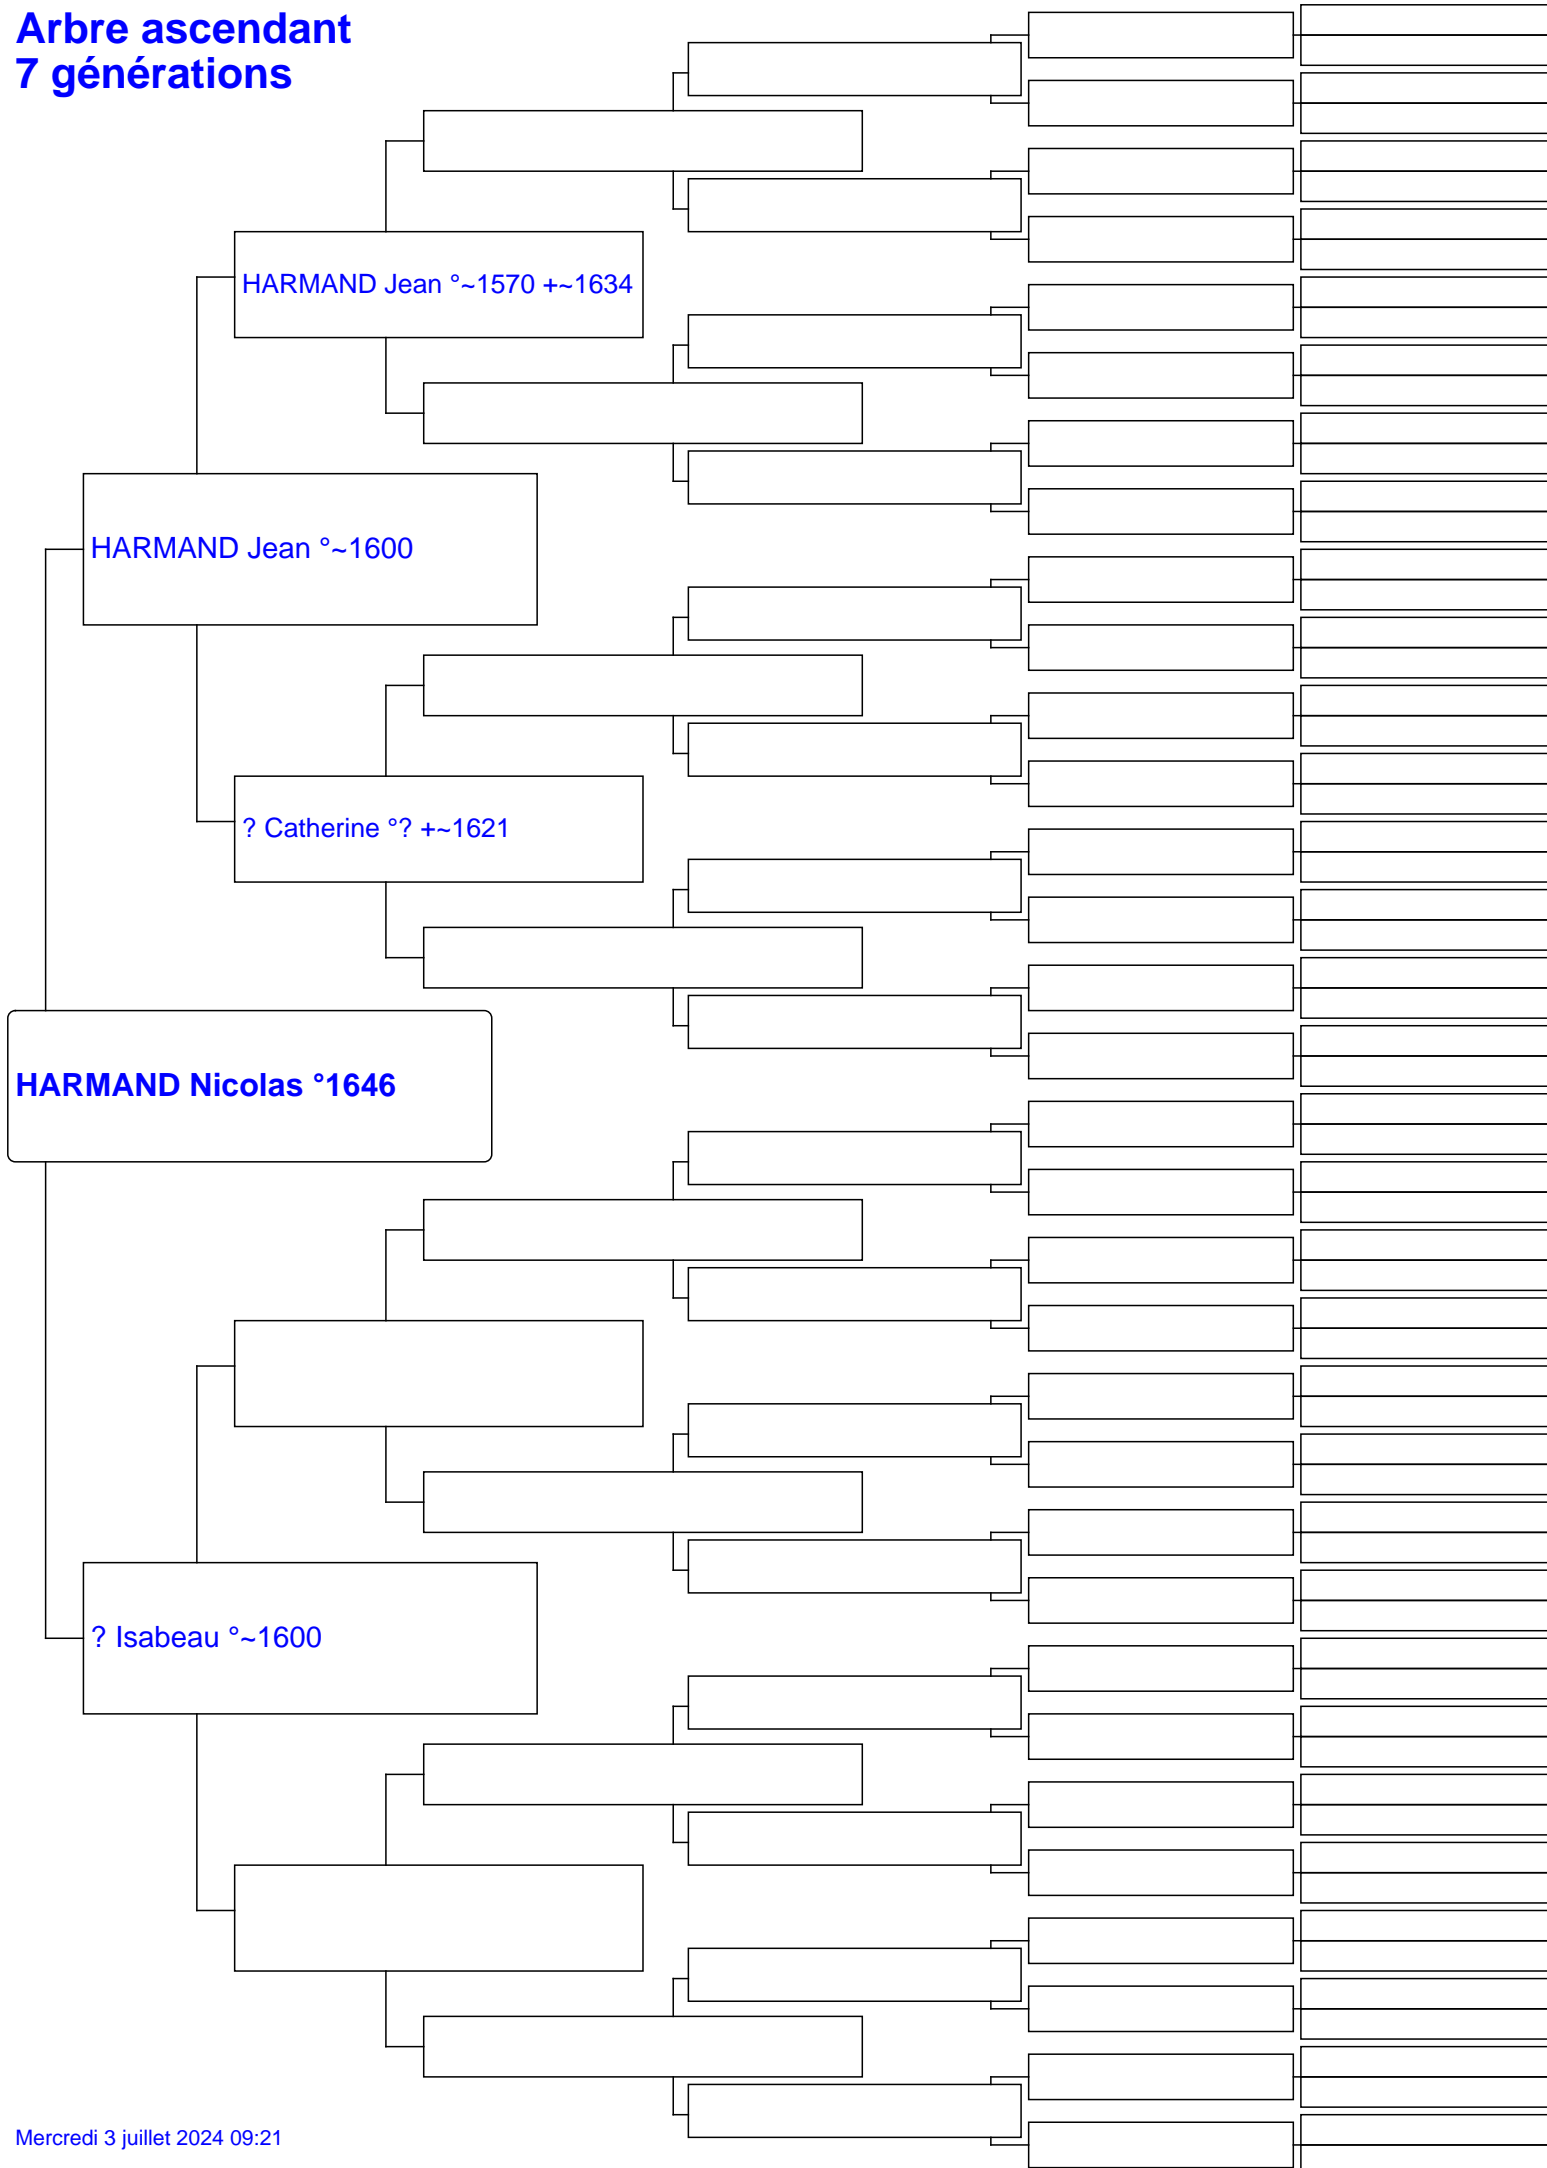 Arbre ascendant
7 générations
HARMAND Jean °~1570 +~1634
HARMAND Jean °~1600
? Catherine °? +~1621
HARMAND Nicolas °1646
? Isabeau °~1600
Mercredi 3 juillet 2024 09:21